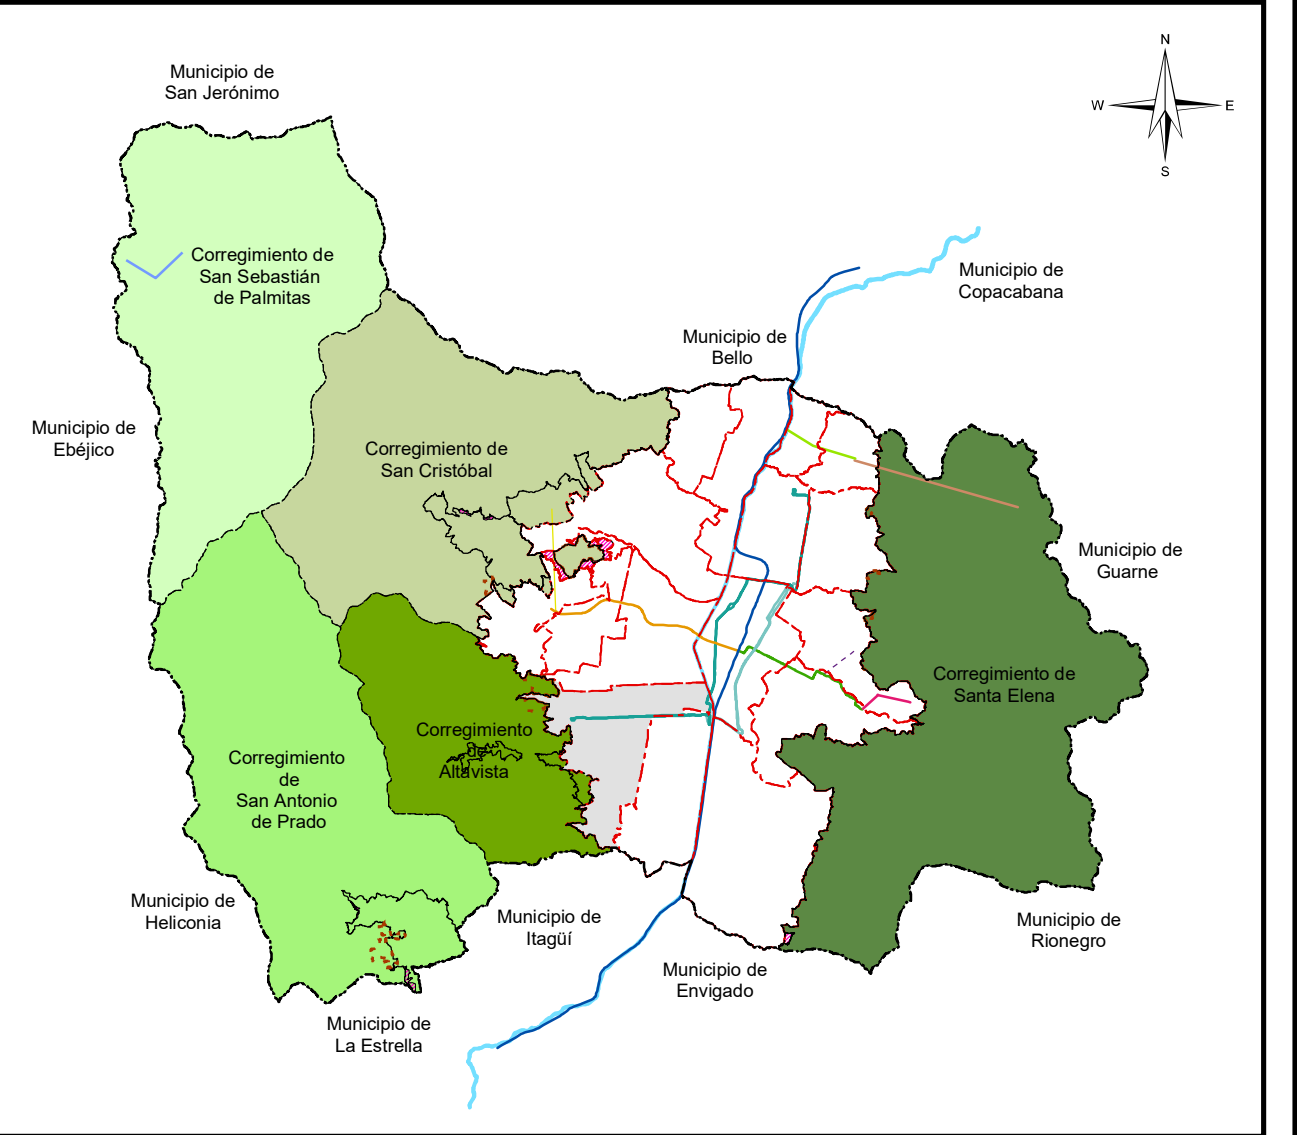 N
W
E
S
Municipio de
San Jerónimo
Corregimiento de
San Sebastián
de Palmitas
Municipio de
Copacabana
Municipio de
Bello
Municipio de
Ebéjico
Corregimiento de
San Cristóbal
Municipio de
Guarne
Corregimiento de
Santa Elena
Corregimiento
de
Altavista
Corregimiento
de
San Antonio
de Prado
Municipio de
Heliconia
Municipio de
Itagüí
Municipio de
Rionegro
Municipio de
Envigado
Municipio de
La Estrella